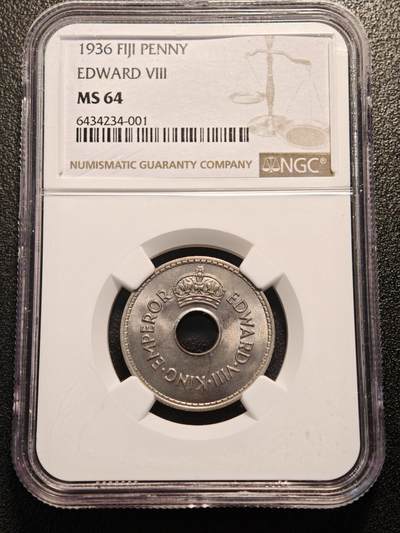 1936 FIJI PENNY
EDWARD VIII
MS 64
6434234-001
NUMISMATIC GUARANTY COMPANY
NGC®
EDWARD·VIII·KING·EMPEROR